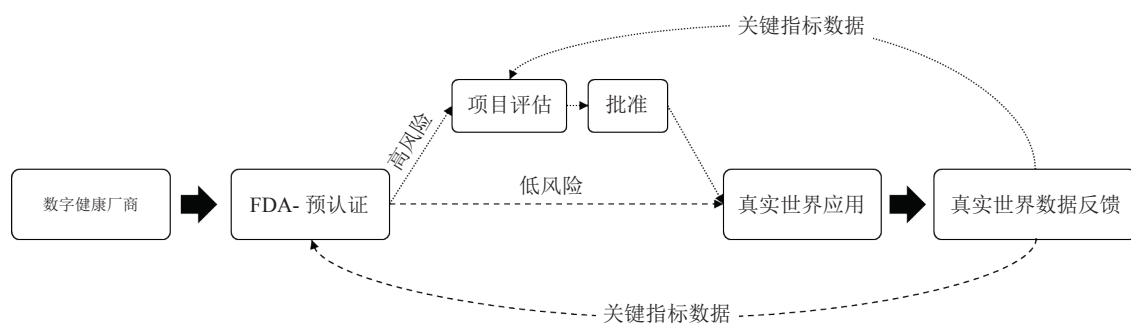 关键指标数据
项目评估
批准
高风险
低风险
数字健康厂商
FDA- 预认证
真实世界应用
真实世界数据反馈
关键指标数据